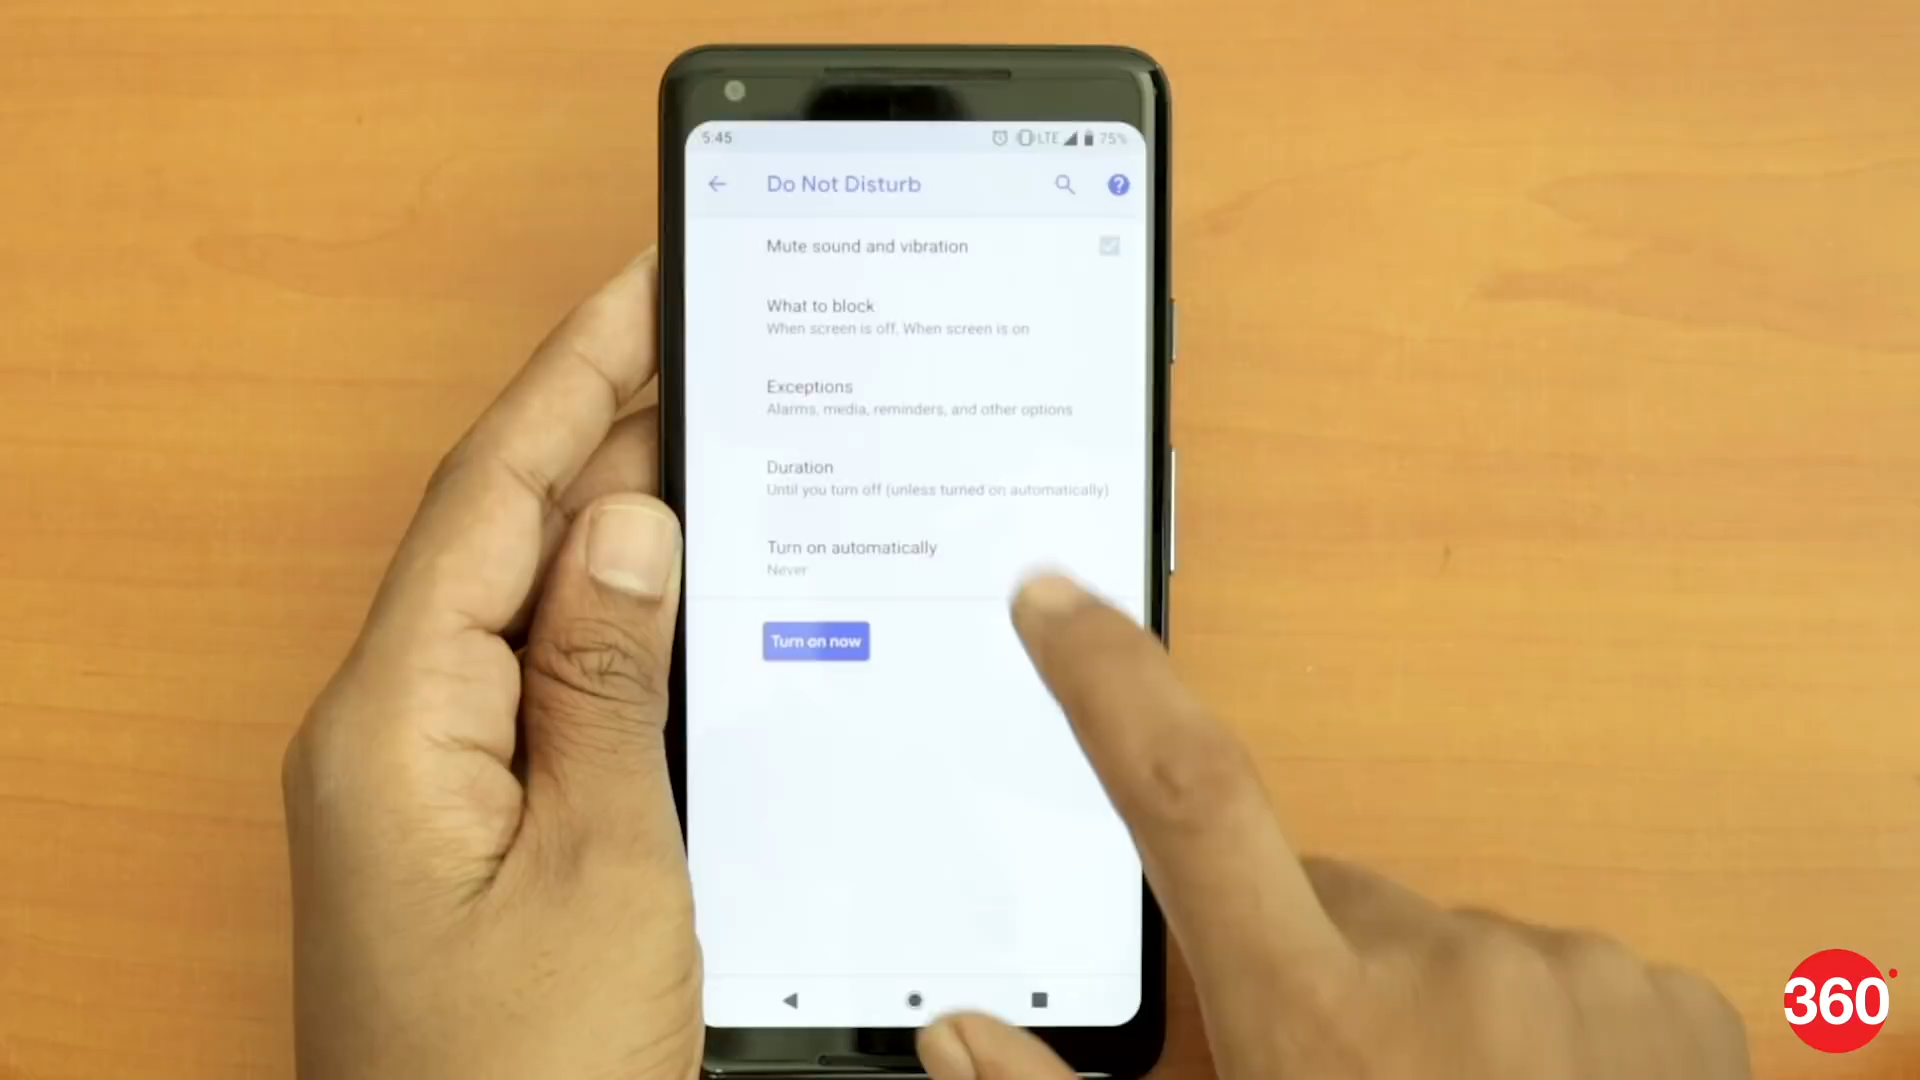 5:45 LTE 75%
Do Not Disturb ?
Mute sound and vibration
What to block
When screen is off, When screen is on
Exceptions
Alarms, media, reminders, and other options
Duration
Until you turn off (unless turned on automatically)
Turn on automatically
Never
Turn on now
360